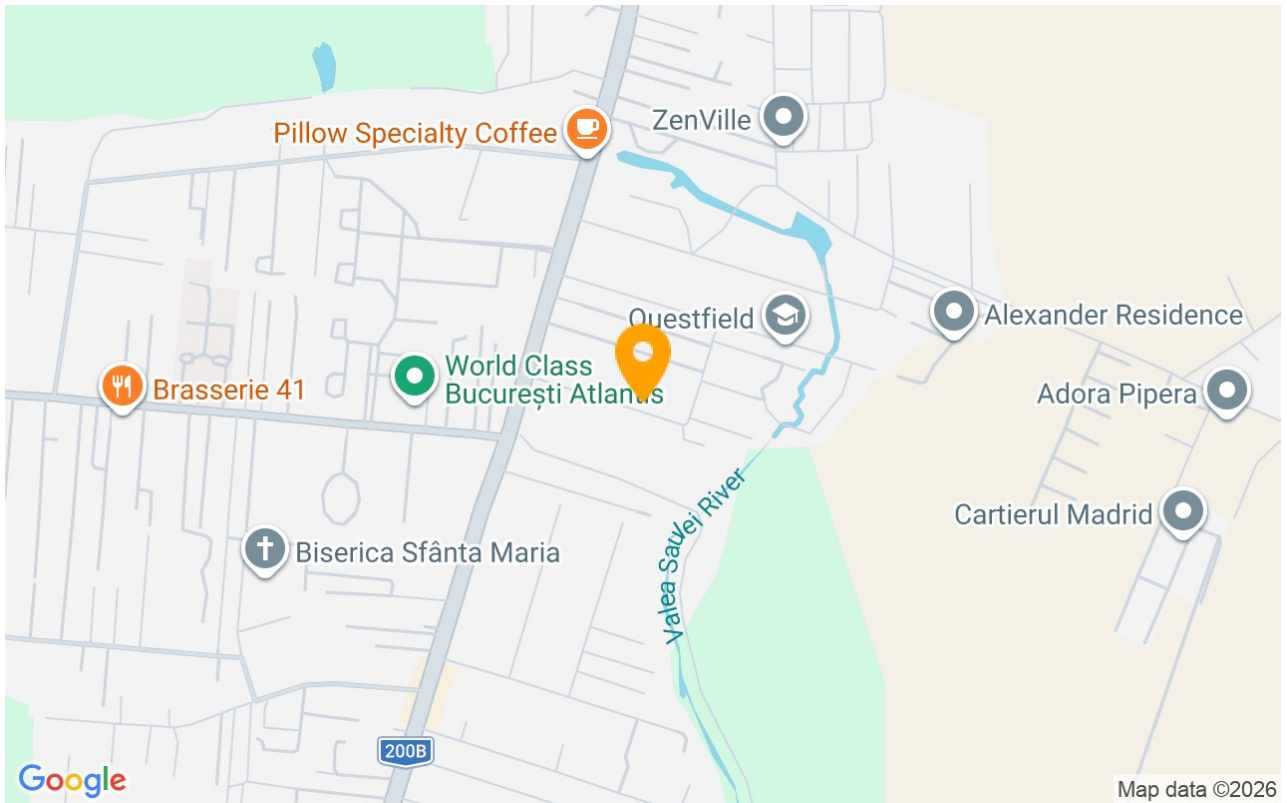 Pillow Specialty Coffee
ZenVille
Questfield
Alexander Residence
World Class
București Atlantis
Brasserie 41
Adora Pipera
Cartierul Madrid
Valea Saulei River
Biserica Sfânta Maria
200B
Google
Map data ©2026